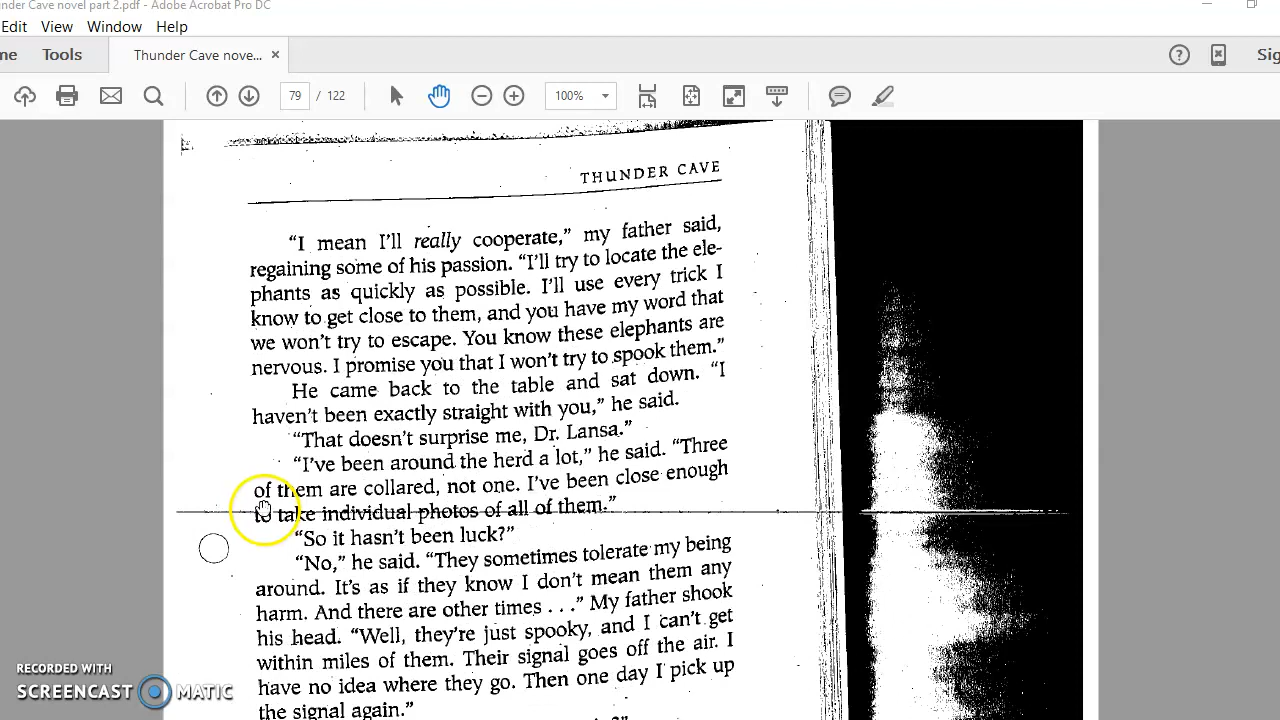 nder Cave novel part 2.pdf - Adobe Acrobat Pro DC
Edit View Window Help
me Tools Thunder Cave nove... × Sig
79 / 122 100%
THUNDER CAVE
“I mean I’ll really cooperate,” my father said,
regaining some of his passion. “I’ll try to locate the ele-
phants as quickly as possible. I’ll use every trick I
know to get close to them, and you have my word that
we won’t try to escape. You know these elephants are
nervous. I promise you that I won’t try to spook them.”
He came back to the table and sat down. “I
haven’t been exactly straight with you,” he said.
“That doesn’t surprise me, Dr. Lansa.”
“I’ve been around the herd a lot,” he said. “Three
of them are collared, not one. I’ve been close enough
to take individual photos of all of them.”
“So it hasn’t been luck?”
“No,” he said. “They sometimes tolerate my being
around. It’s as if they know I don’t mean them any
harm. And there are other times . . .” My father shook
his head. “Well, they’re just spooky, and I can’t get
within miles of them. Their signal goes off the air. I
have no idea where they go. Then one day I pick up
the signal again.”
RECORDED WITH
SCREENCAST MATIC